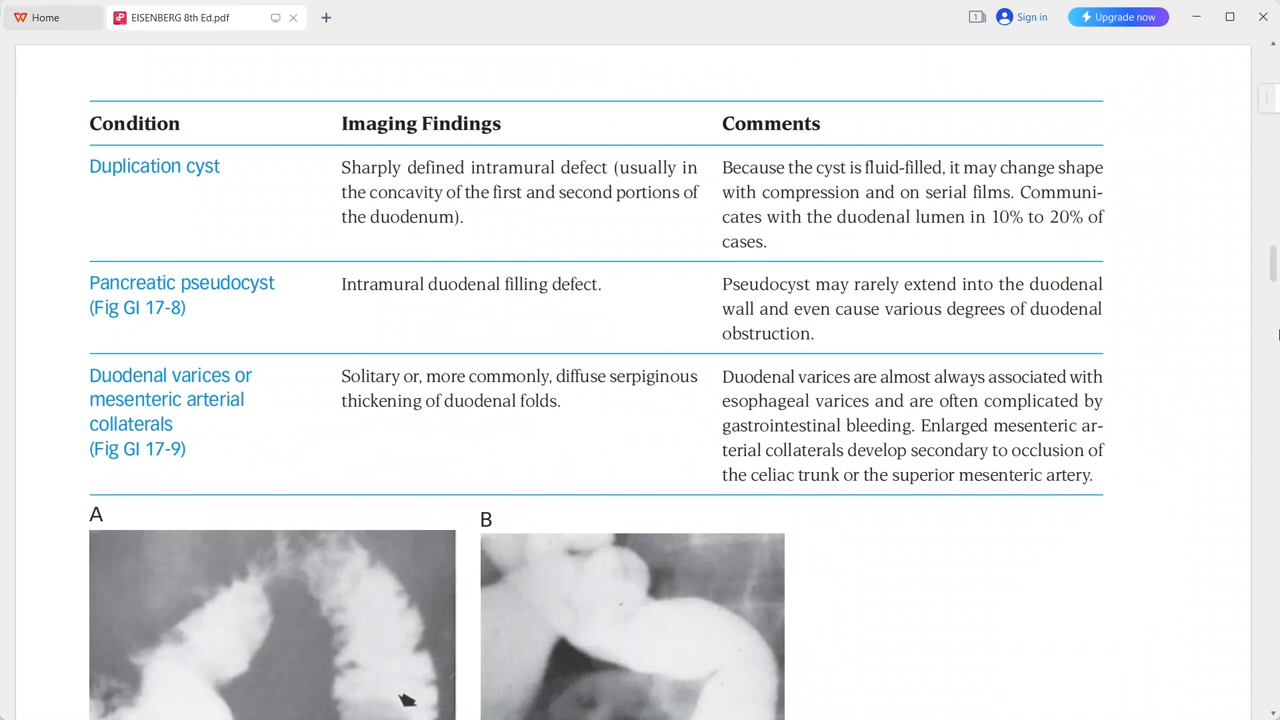 Home
EISENBERG 8th Ed.pdf
1
Sign in
Upgrade now
Condition
Imaging Findings
Comments
Duplication cyst
Sharply defined intramural defect (usually in
the concavity of the first and second portions of
the duodenum).
Because the cyst is fluid-filled, it may change shape
with compression and on serial films. Communi-
cates with the duodenal lumen in 10% to 20% of
cases.
Pancreatic pseudocyst
(Fig GI 17-8)
Intramural duodenal filling defect.
Pseudocyst may rarely extend into the duodenal
wall and even cause various degrees of duodenal
obstruction.
Duodenal varices or
mesenteric arterial
collaterals
(Fig GI 17-9)
Solitary or, more commonly, diffuse serpiginous
thickening of duodenal folds.
Duodenal varices are almost always associated with
esophageal varices and are often complicated by
gastrointestinal bleeding. Enlarged mesenteric ar-
terial collaterals develop secondary to occlusion of
the celiac trunk or the superior mesenteric artery.
A
B